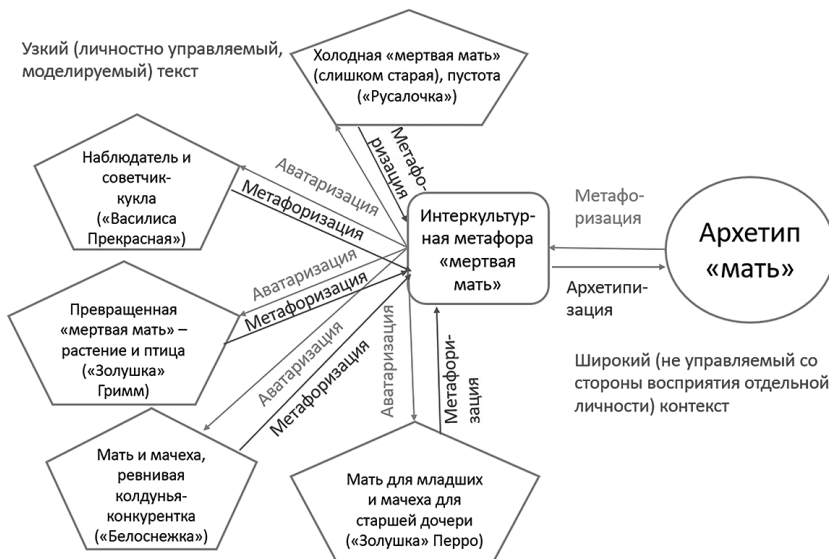 Узкий (личностно управляемый,
моделируемый) текст
Холодная «мертвая мать»
(слишком старая), пустота
(«Русалочка»)
Метафо-
ризация
Наблюдатель и
советчик-
кукла
(«Василиса
Прекрасная»)
Аватаризация
Метафоризация
Интеркультур-
ная метафора
«мертвая
мать»
Метафо-
ризация
Архетип
«мать»
Архетипи-
зация
Превращенная
«мертвая мать» –
растение и птица
(«Золушка»
Гримм)
Аватаризация
Метафоризация
Широкий (не управляемый со
стороны восприятия отдельной
личности) контекст
Мать и мачеха,
ревнивая
колдунья-
конкурентка
(«Белоснежка»)
Аватаризация
Метафоризация
Аватаризация
Метафори-
зация
Мать для младших
и мачеха для
старшей дочери
(«Золушка» Перро)